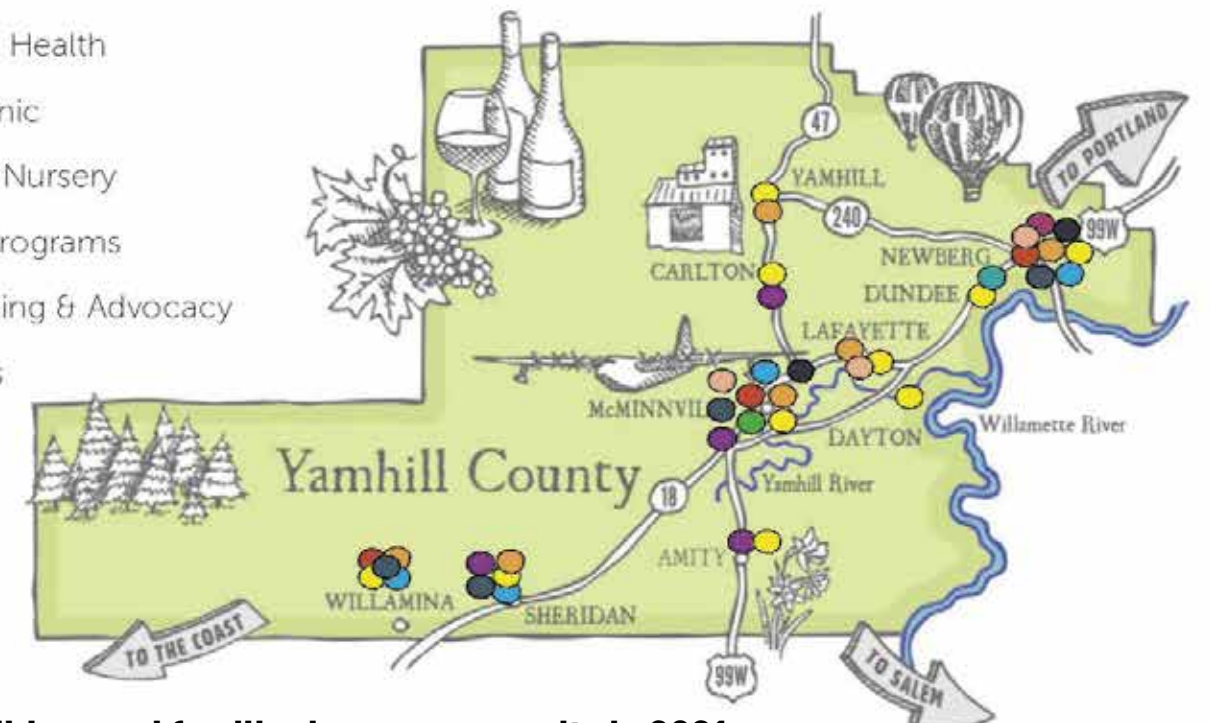 Health
nic
Nursery
rograms
ing & Advocacy
s
47
TO PORTLAND
YAMHILL
240
99W
NEWBERG
CARLTON
DUNDEE
LAFAYETTE
McMINNVIL
DAYTON
Willamette River
Yamhill County
18
Yamhill River
AMITY
WILLAMINA
SHERIDAN
TO THE COAST
TO SALEM
99W